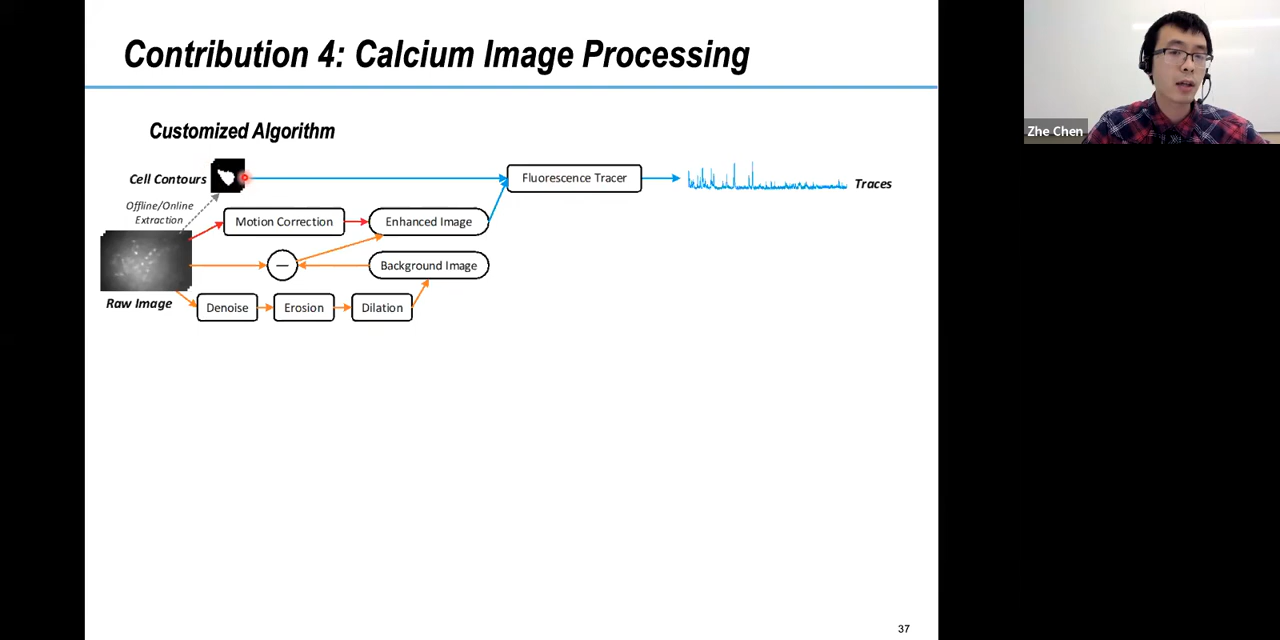 Contribution 4: Calcium Image Processing
Zhe Chen
Customized Algorithm
Cell Contours
Fluorescence Tracer
Traces
Offline/Online
Extraction
Motion Correction
Enhanced Image
—
Background Image
Raw Image
Denoise
Erosion
Dilation
37